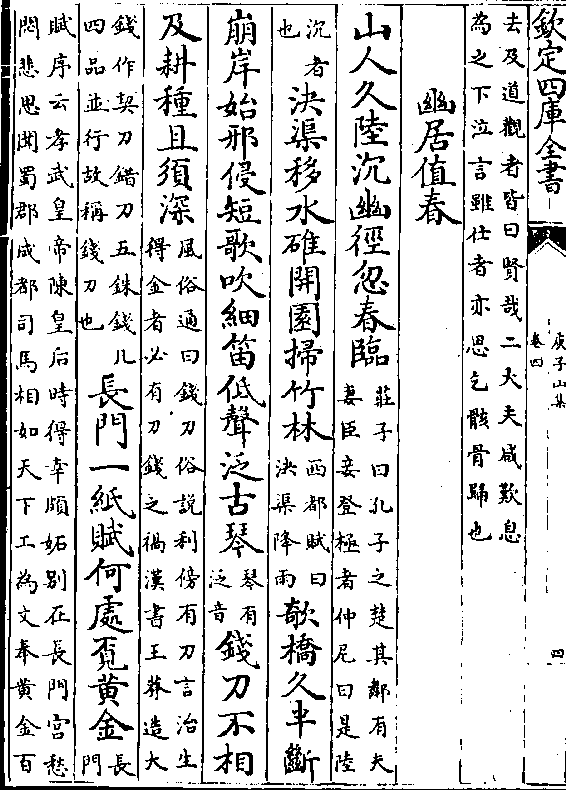 欽定四庫全書
庾子山集
卷四
四
去及道觀者皆曰賢哉二大夫咸歎息
為之下泣言雖仕者亦思乞骸骨歸也
幽居值春
山人久陸沉幽徑忽春臨
莊子曰孔子之楚其鄰有夫
妻臣妾登極者仲尼曰是陸
沉者
也
決渠移水碓開園掃竹林
西都賦曰
決渠降雨
欹橋久半斷
崩岸始邪侵短歌吹細笛低聲泛古琴
琴有
泛音
錢刀不相
及耕種且須深
風俗通曰錢刀俗說利傍有刀言治生
得金者必有刀錢之禍漢書王莽造大
錢作契刀錯刀五銖錢凡
四品並行故稱錢刀也
長門一紙賦何處覔黄金
長
門
賦序云孝武皇帝陳皇后時得幸頗妬别在長門宫愁
悶悲思聞蜀郡成都司馬相如天下工為文奉黄金百